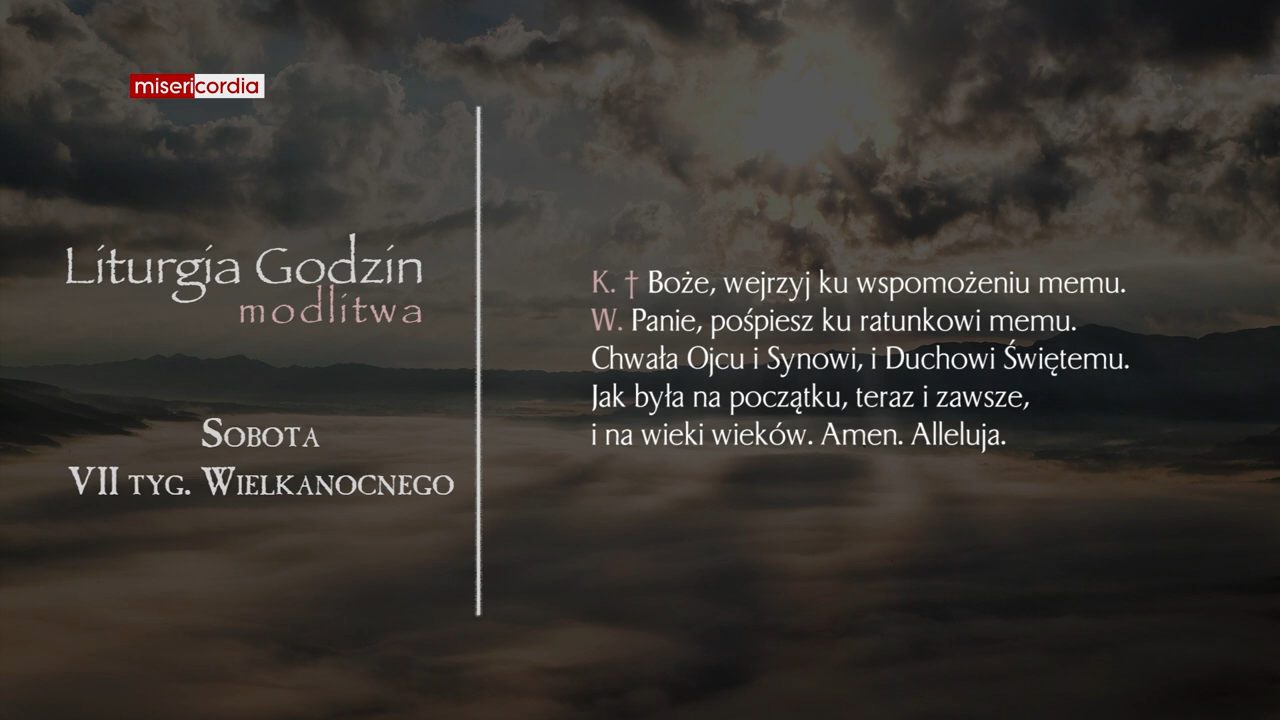 misericordia
Liturgia Godzin
modlitwa
Sobota
VII tyg. Wielkanocnego
K. † Boże, wejrzyj ku wspomożeniu memu.
W. Panie, pośpiesz ku ratunkowi memu.
Chwała Ojcu i Synowi, i Duchowi Świętemu.
Jak była na początku, teraz i zawsze,
i na wieki wieków. Amen. Alleluja.